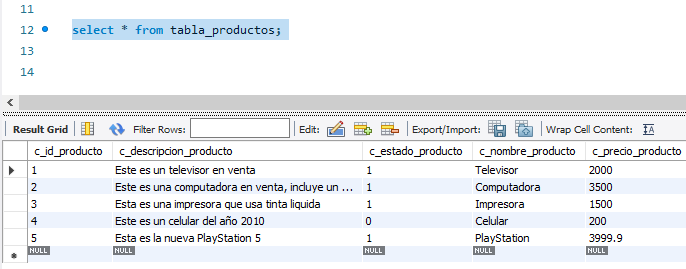 11
12 select * from tabla_productos;
13
14
Result Grid Filter Rows: Edit: Export/Import: Wrap Cell Content:
c_id_producto c_descripcion_producto c_estado_producto c_nombre_producto c_precio_producto
1 Este es un televisor en venta 1 Televisor 2000
2 Este es una computadora en venta, incluye un ... 1 Computadora 3500
3 Esta es una impresora que usa tinta liquida 1 Impresora 1500
4 Este es un celular del año 2010 0 Celular 200
5 Esta es la nueva PlayStation 5 1 PlayStation 3999.9
NULL NULL NULL NULL NULL